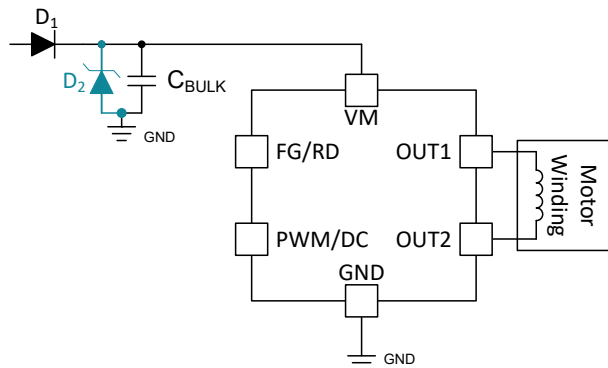 D1
D2
CBULK
GND
VM
FG/RD
OUT1
PWM/DC
OUT2
GND
Motor
Winding
GND